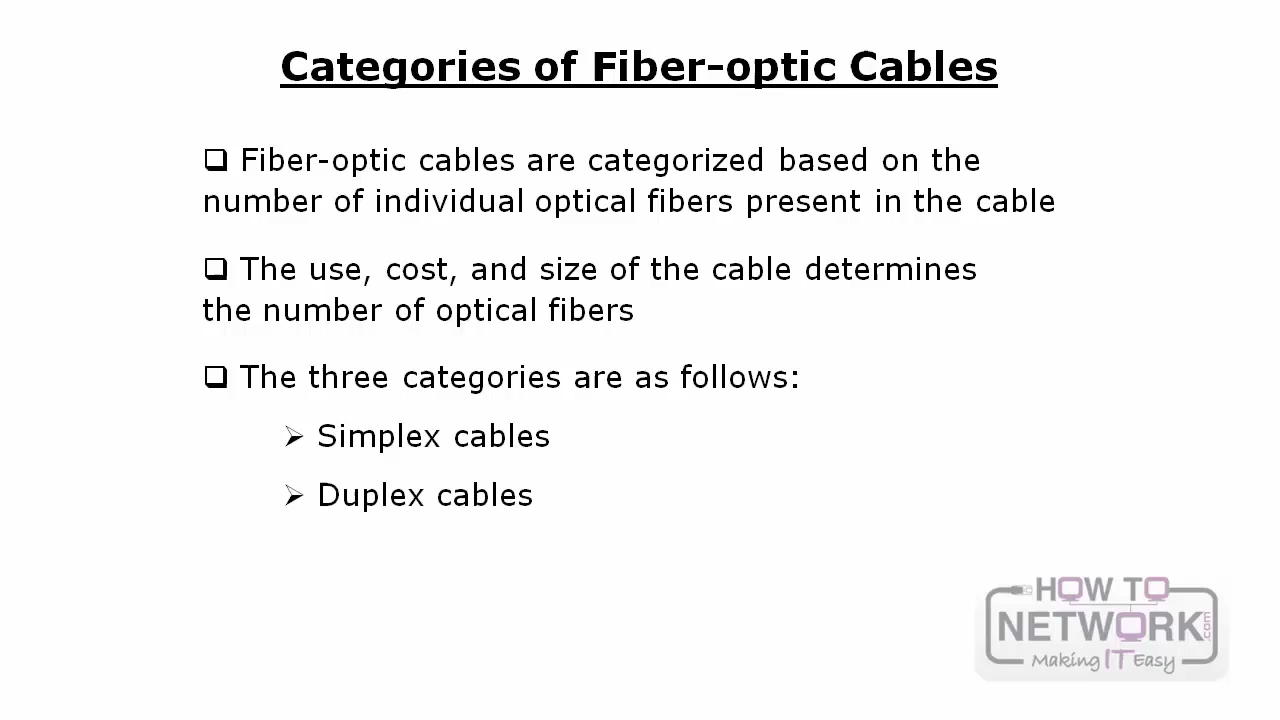 Categories of Fiber-optic Cables
❑ Fiber-optic cables are categorized based on the
number of individual optical fibers present in the cable
❑ The use, cost, and size of the cable determines
the number of optical fibers
❑ The three categories are as follows:
➢ Simplex cables
➢ Duplex cables
HOW TO
NETWORK.com
Making IT Easy